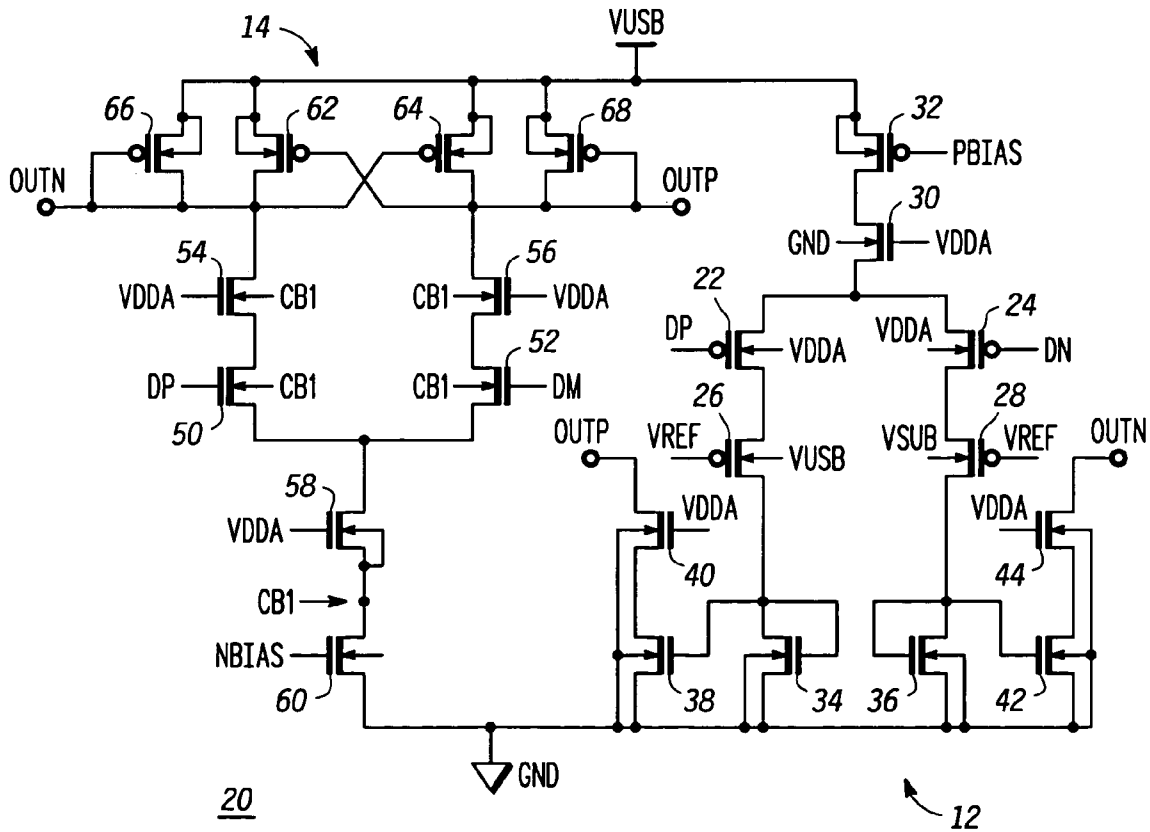 VUSB
14
66
62
64
68
32
PBIAS
OUTN
OUTP
30
GND
VDDA
54
56
VDDA
CB1
CB1
VDDA
22
24
DP
VDDA
VDDA
DN
52
DP
CB1
CB1
DM
50
26
28
OUTP
VREF
VUSB
VSUB
VREF
OUTN
58
VDDA
VDDA
VDDA
40
44
CB1
NBIAS
60
38
34
36
42
GND
20
12